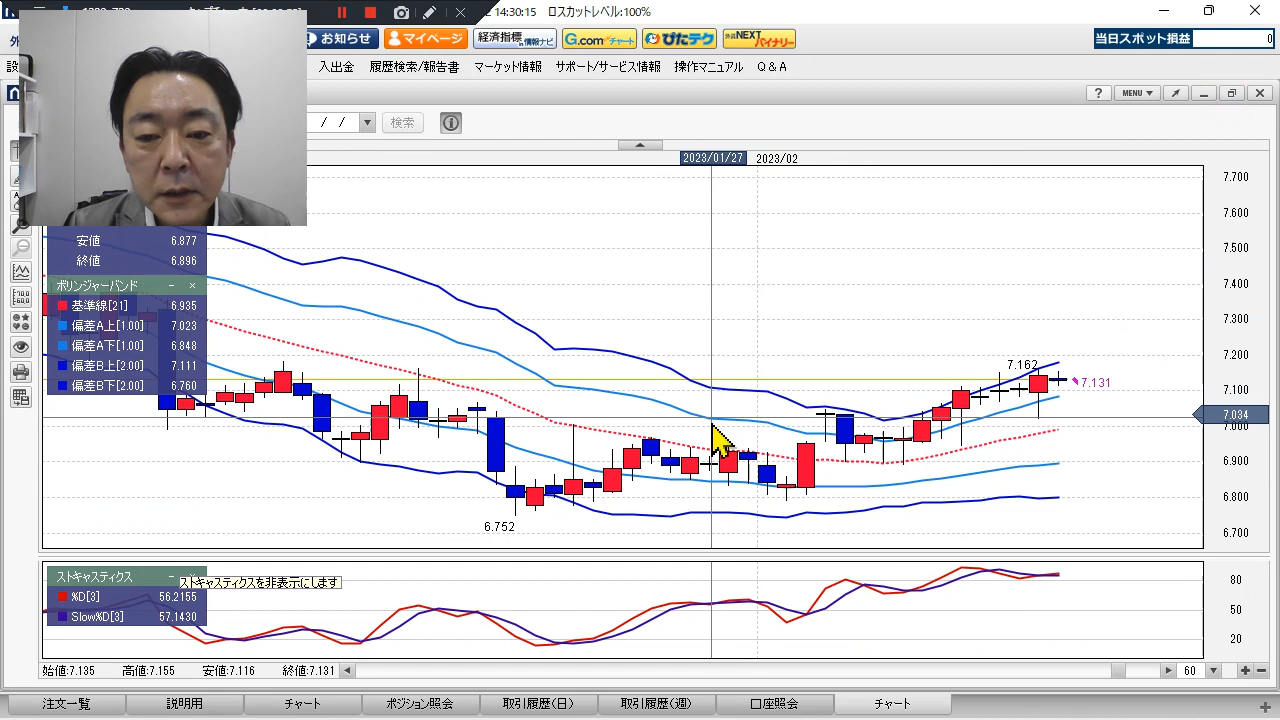 14:30:15 ロスカットレベル:100%
お知らせ
マイページ
経済指標
情報ナビ
G.comチャート
ぴたテク
外貨NEXT
バイナリー
当日スポット損益
0
入出金
履歴検索/報告書
マーケット情報
サポート/サービス情報
操作マニュアル
Q&A
?
MENU
/ /
検索
2023/01/27
2023/02
安値 6.877
終値 6.896
ボリンジャーバンド
基準線[21] 6.935
偏差A上[1.00] 7.023
偏差A下[1.00] 6.848
偏差B上[2.00] 7.111
偏差B下[2.00] 6.760
7.700
7.600
7.500
7.400
7.300
7.200
7.162
7.131
7.100
7.034
7.000
6.900
6.800
6.752
6.700
ストキャスティクス
ストキャスティクスを非表示にします
%D[3] 56.2155
Slow%D[3] 57.1430
80
50
20
始値:7.135 高値:7.155 安値:7.116 終値:7.131
60
注文一覧
説明用
チャート
ポジション照会
取引履歴(日)
取引履歴(週)
口座照会
チャート